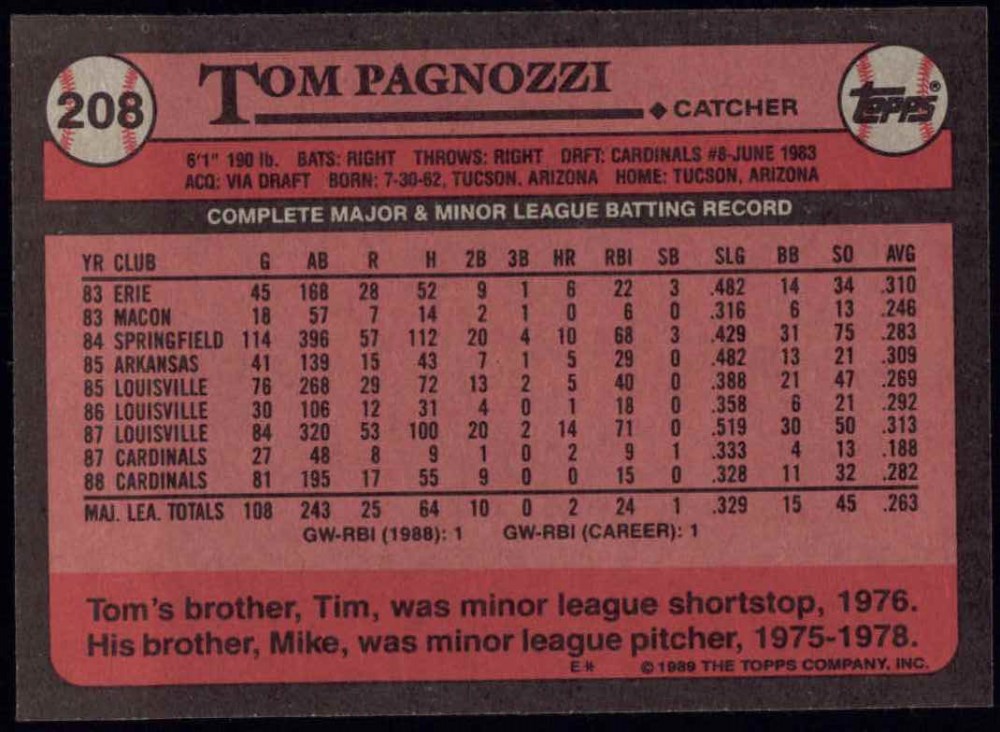 208
TOM PAGNOZZI
◆ CATCHER
topps®
6'1" 190 lb. BATS: RIGHT THROWS: RIGHT DRFT: CARDINALS #8-JUNE 1983
ACQ: VIA DRAFT BORN: 7-30-62, TUCSON, ARIZONA HOME: TUCSON, ARIZONA
COMPLETE MAJOR & MINOR LEAGUE BATTING RECORD
YR CLUB G AB R H 2B 3B HR RBI SB SLG BB SO AVG
83 ERIE 45 168 28 52 9 1 6 22 3 .482 14 34 .310
83 MACON 18 57 7 14 2 1 0 6 0 .316 6 13 .246
84 SPRINGFIELD 114 396 57 112 20 4 10 68 3 .429 31 75 .283
85 ARKANSAS 41 139 15 43 7 1 5 29 0 .482 13 21 .309
85 LOUISVILLE 76 268 29 72 13 2 5 40 0 .388 21 47 .269
86 LOUISVILLE 30 106 12 31 4 0 1 18 0 .358 6 21 .292
87 LOUISVILLE 84 320 53 100 20 2 14 71 0 .519 30 50 .313
87 CARDINALS 27 48 8 9 1 0 2 9 1 .333 4 13 .188
88 CARDINALS 81 195 17 55 9 0 0 15 0 .328 11 32 .282
MAJ. LEA. TOTALS 108 243 25 64 10 0 2 24 1 .329 15 45 .263
GW-RBI (1988): 1 GW-RBI (CAREER): 1
Tom's brother, Tim, was minor league shortstop, 1976.
His brother, Mike, was minor league pitcher, 1975-1978.
E* © 1989 THE TOPPS COMPANY, INC.